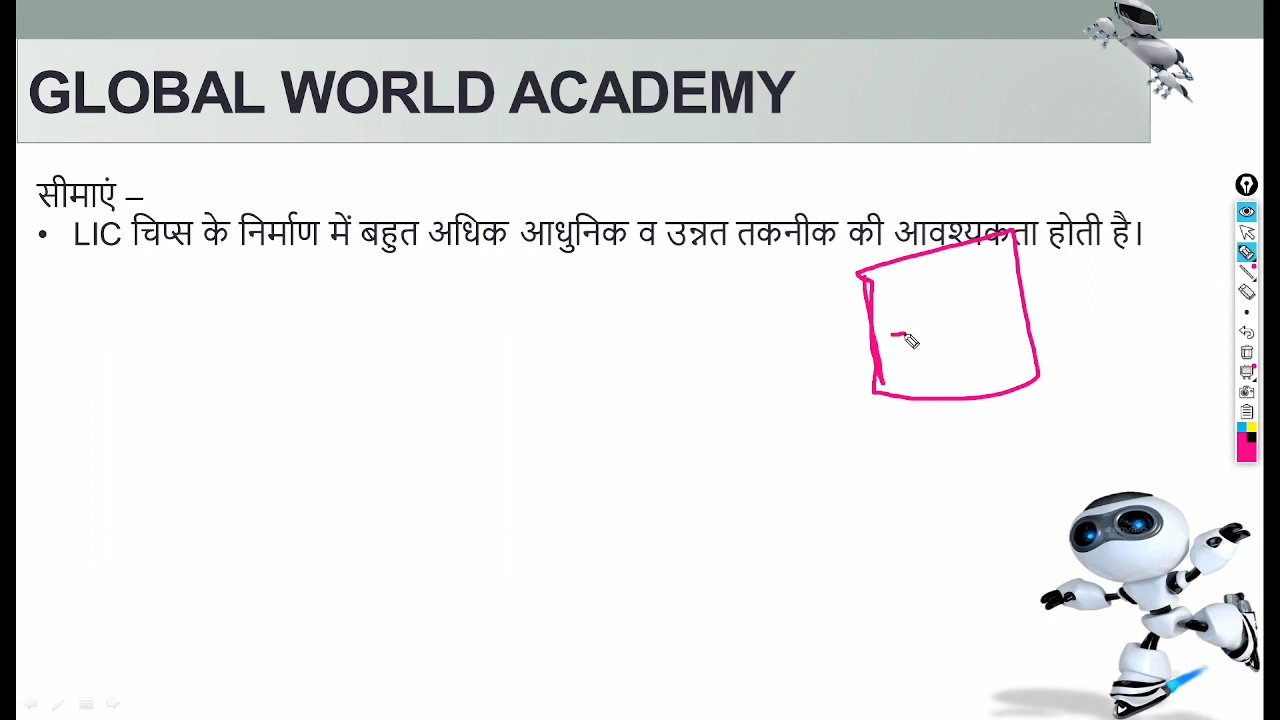 GLOBAL WORLD ACADEMY
सीमाएं –
• LIC चिप्स के निर्माण में बहुत अधिक आधुनिक व उन्नत तकनीक की आवश्यकता होती है।